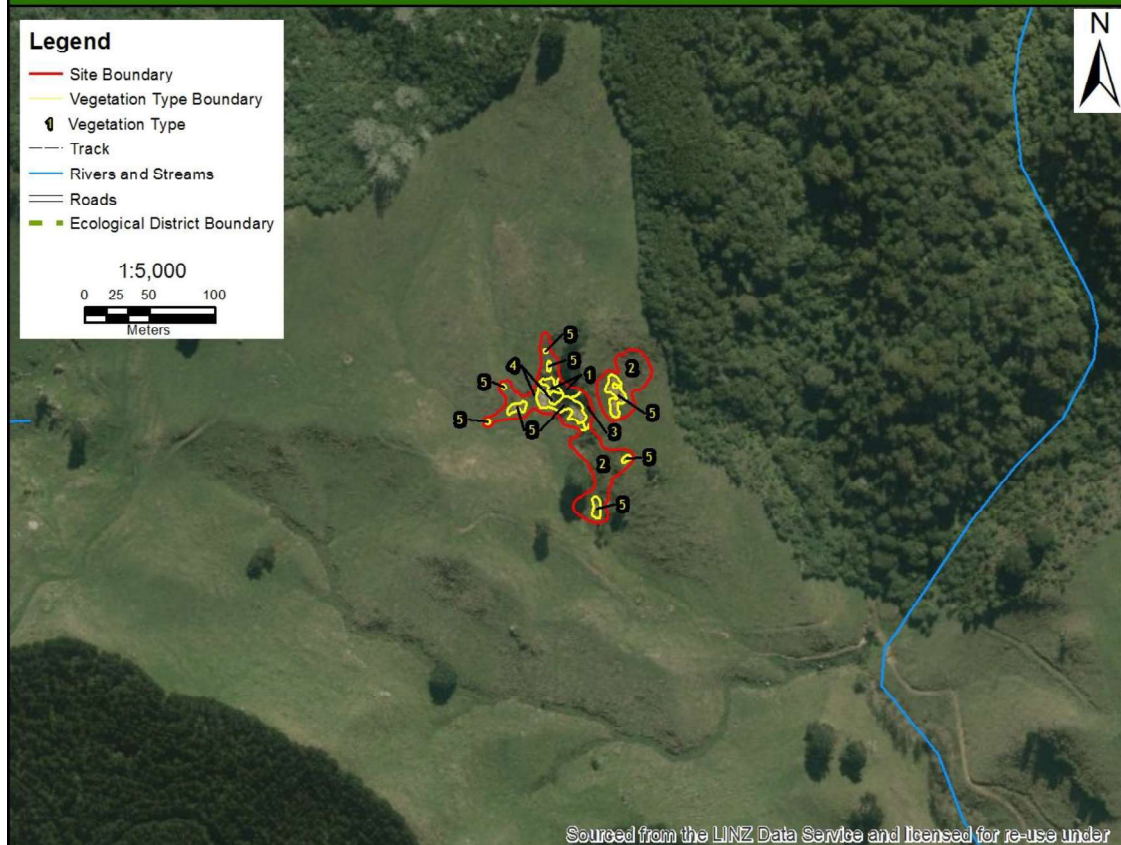 Legend
Site Boundary
Vegetation Type Boundary
1 Vegetation Type
Track
Rivers and Streams
Roads
Ecological District Boundary
1:5,000
0 25 50 100
Meters
N
5
5
4
1
2
5
5
5
5
3
2
5
5
Sourced from the LINZ Data Service and licensed for re-use under